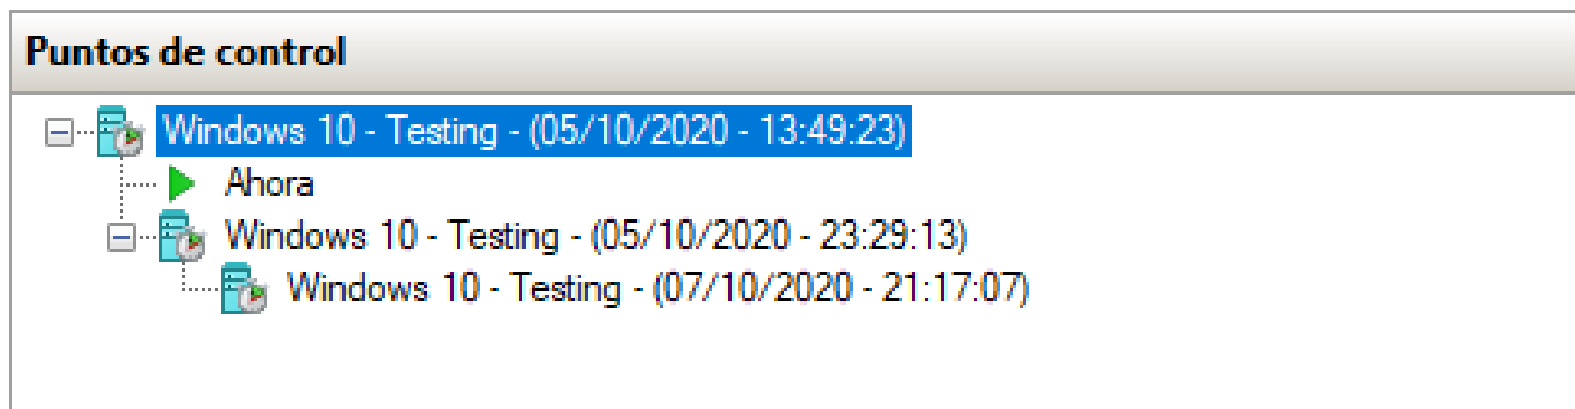 Puntos de control
Windows 10 - Testing - (05/10/2020 - 13:49:23)
Ahora
Windows 10 - Testing - (05/10/2020 - 23:29:13)
Windows 10 - Testing - (07/10/2020 - 21:17:07)